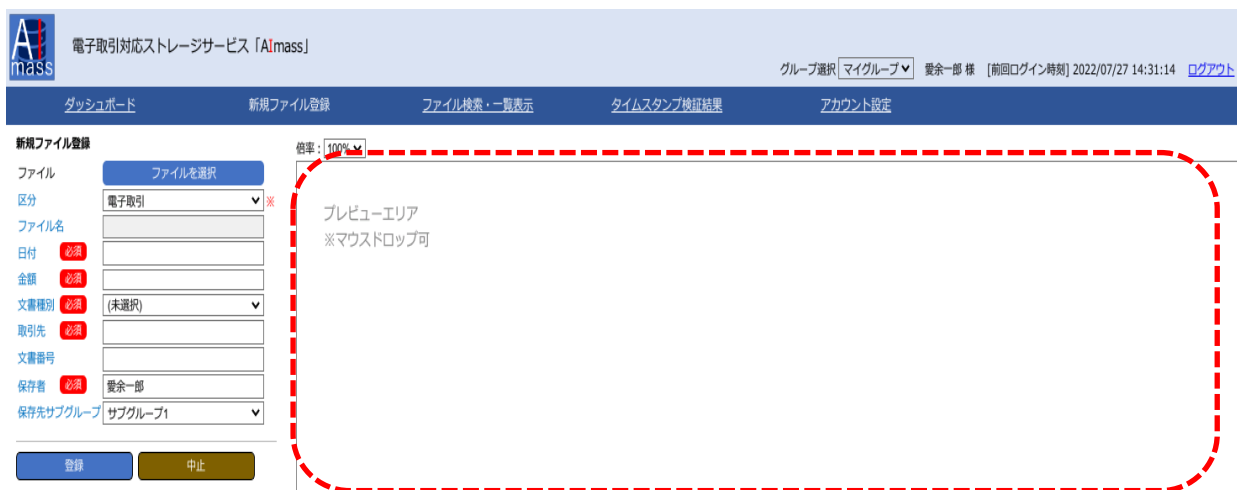 AI
mass
電子取引対応ストレージサービス「AImass」
グループ選択 マイグループ 愛余一郎 様 [前回ログイン時刻] 2022/07/27 14:31:14 ログアウト
ダッシュボード 新規ファイル登録 ファイル検索・一覧表示 タイムスタンプ検証結果 アカウント設定
新規ファイル登録
ファイル ファイルを選択
区分 電子取引 ※
ファイル名
日付 必須
金額 必須
文書種別 必須 (未選択)
取引先 必須
文書番号
保存者 必須 愛余一郎
保存先サブグループ サブグループ1
登録 中止
倍率 : 100%
プレビューエリア
※マウスドロップ可